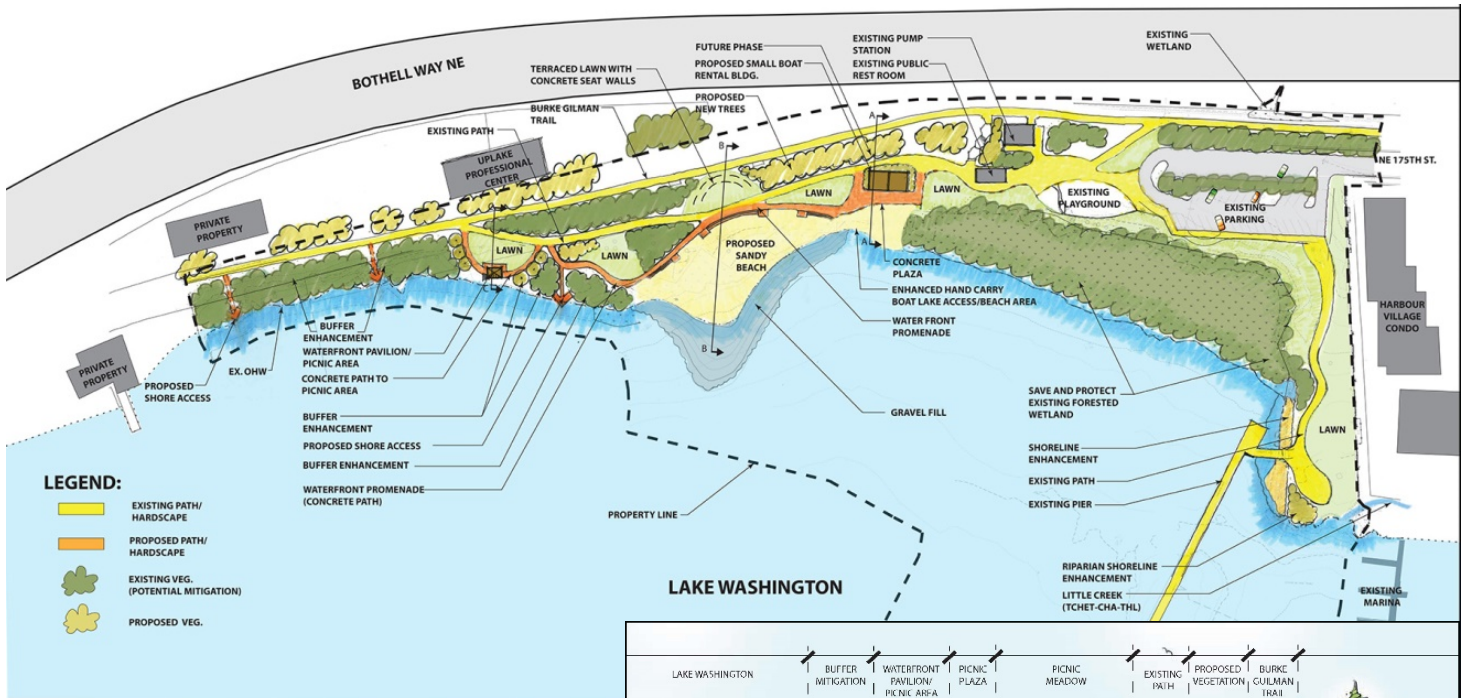 BOTHELL WAY NE
EXISTING PUMP
STATION
EXISTING PUBLIC
REST ROOM
EXISTING
WETLAND
FUTURE PHASE
PROPOSED SMALL BOAT
RENTAL BLDG.
PROPOSED
NEW TREES
TERRACED LAWN WITH
CONCRETE SEAT WALLS
BURKE GILMAN
TRAIL
EXISTING PATH
UPLAKE
PROFESSIONAL
CENTER
PRIVATE
PROPERTY
NE 175TH ST.
A
A
B
B
C
LAWN
LAWN
LAWN
LAWN
EXISTING
PLAYGROUND
EXISTING
PARKING
PROPOSED
SANDY
BEACH
CONCRETE
PLAZA
ENHANCED HAND CARRY
BOAT LAKE ACCESS/BEACH AREA
WATER FRONT
PROMENADE
HARBOUR
VILLAGE
CONDO
PRIVATE
PROPERTY
PROPOSED
SHORE ACCESS
EX. OHW
BUFFER
ENHANCEMENT
WATERFRONT PAVILION/
PICNIC AREA
CONCRETE PATH TO
PICNIC AREA
BUFFER
ENHANCEMENT
PROPOSED SHORE ACCESS
BUFFER ENHANCEMENT
WATERFRONT PROMENADE
(CONCRETE PATH)
GRAVEL FILL
PROPERTY LINE
SAVE AND PROTECT
EXISTING FORESTED
WETLAND
SHORELINE
ENHANCEMENT
EXISTING PATH
EXISTING PIER
LAWN
RIPARIAN SHORELINE
ENHANCEMENT
LITTLE CREEK
(TCHET-CHA-THL)
EXISTING
MARINA
LAKE WASHINGTON
LEGEND:
EXISTING PATH/
HARDSCAPE
PROPOSED PATH/
HARDSCAPE
EXISTING VEG.
(POTENTIAL MITIGATION)
PROPOSED VEG.
LAKE WASHINGTON
BUFFER
MITIGATION
WATERFRONT
PAVILION/
PICNIC AREA
PICNIC
PLAZA
PICNIC
MEADOW
EXISTING
PATH
PROPOSED
VEGETATION
BURKE
GUILMAN
TRAIL